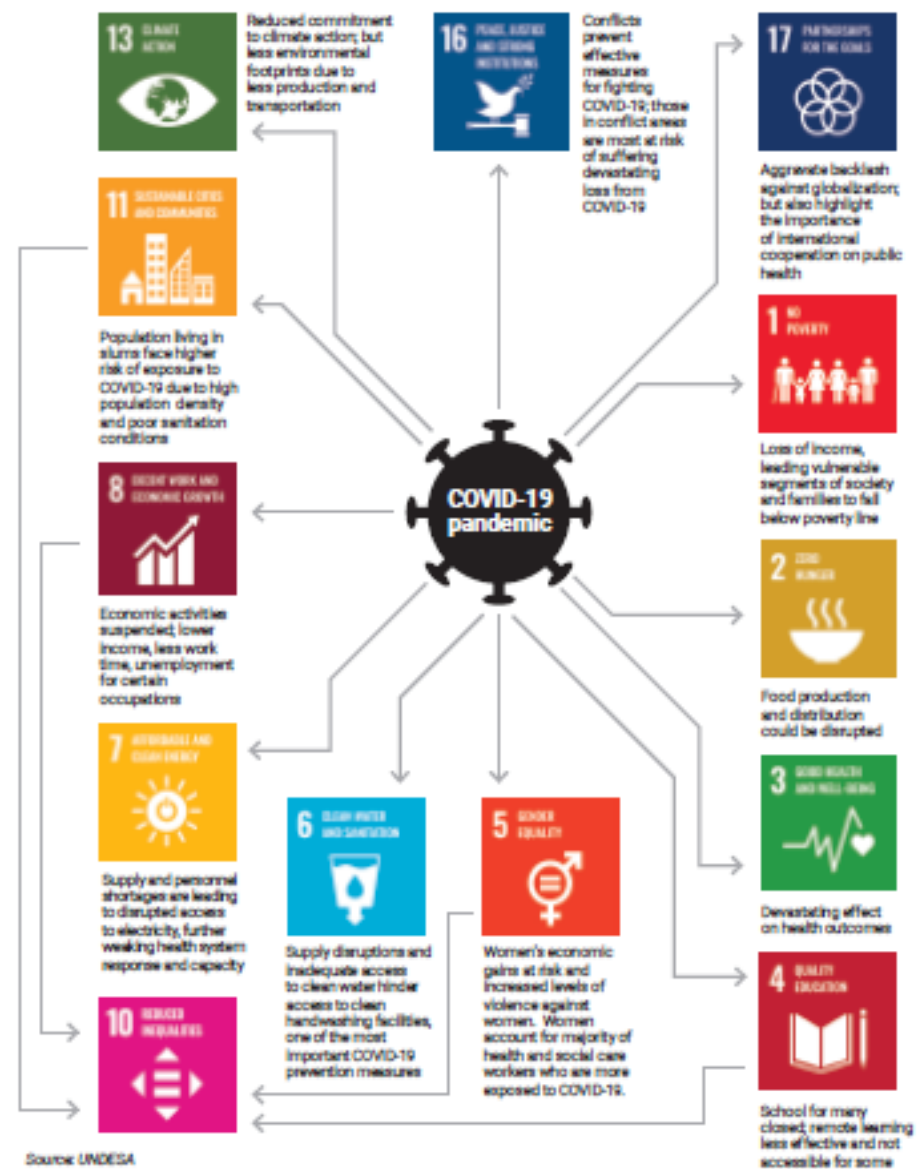 13 CLIMATE
ACTION
Reduced commitment
to climate action; but
less environmental
footprints due to
less production and
transportation
16 PEACE, JUSTICE
AND STRONG
INSTITUTIONS
Conflicts
prevent
effective
measures
for fighting
COVID-19; those
in conflict areas
are most at risk
of suffering
devastating
loss from
COVID-19
17 PARTNERSHIPS
FOR THE GOALS
Aggravate backlash
against globalization;
but also highlight
the importance
of international
cooperation on public
health
11 SUSTAINABLE CITIES
AND COMMUNITIES
Population living in
slums face higher
risk of exposure to
COVID-19 due to high
population density
and poor sanitation
conditions
1 NO
POVERTY
Loss of income,
leading vulnerable
segments of society
and families to fall
below poverty line
COVID-19
pandemic
8 DECENT WORK AND
ECONOMIC GROWTH
Economic activities
suspended; lower
income, less work
time, unemployment
for certain
occupations
2 ZERO
HUNGER
Food production
and distribution
could be disrupted
7 AFFORDABLE AND
CLEAN ENERGY
Supply and personnel
shortages are leading
to disrupted access
to electricity, further
weaking health system
response and capacity
6 CLEAN WATER
AND SANITATION
Supply disruptions and
inadequate access
to clean water hinder
access to clean
handwashing facilities,
one of the most
important COVID-19
prevention measures
5 GENDER
EQUALITY
Women's economic
gains at risk and
increased levels of
violence against
women. Women
account for majority of
health and social care
workers who are more
exposed to COVID-19.
3 GOOD HEALTH
AND WELL-BEING
Devastating effect
on health outcomes
4 QUALITY
EDUCATION
School for many
closed; remote learning
less effective and not
accessible for some
10 REDUCED
INEQUALITIES
Source: UNDESA